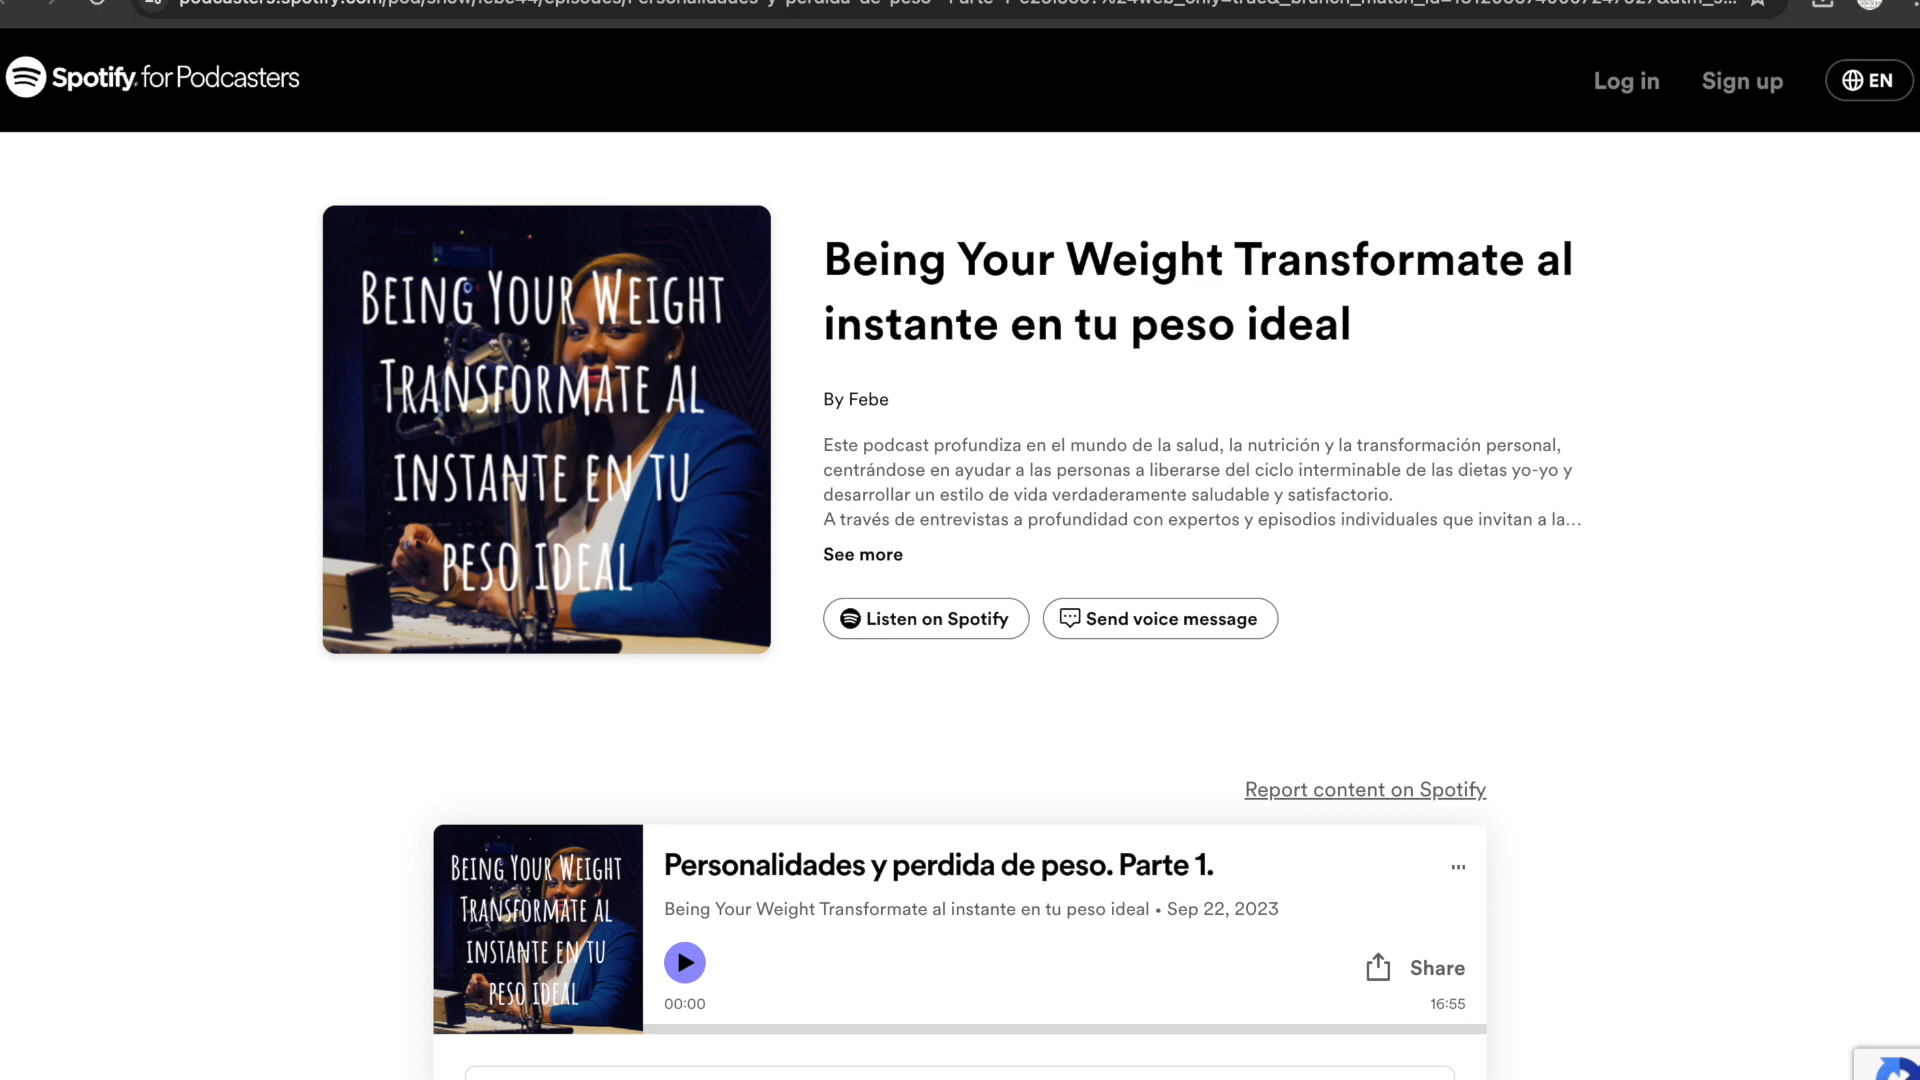 Spotify for Podcasters
Log in
Sign up
EN
BEING YOUR WEIGHT
TRANSFORMATE AL
INSTANTE EN TU
PESO IDEAL
Being Your Weight Transformate al
instante en tu peso ideal
By Febe
Este podcast profundiza en el mundo de la salud, la nutrición y la transformación personal,
centrándose en ayudar a las personas a liberarse del ciclo interminable de las dietas yo-yo y
desarrollar un estilo de vida verdaderamente saludable y satisfactorio.
A través de entrevistas a profundidad con expertos y episodios individuales que invitan a la...
See more
Listen on Spotify
Send voice message
Report content on Spotify
BEING YOUR WEIGHT
TRANSFORMATE AL
INSTANTE EN TU
PESO IDEAL
Personalidades y perdida de peso. Parte 1.
Being Your Weight Transformate al instante en tu peso ideal • Sep 22, 2023
Share
00:00
16:55